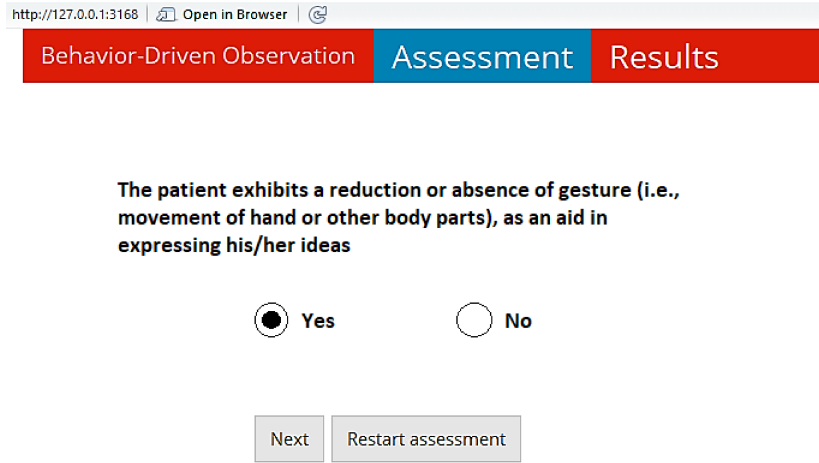 http://127.0.0.1:3168 Open in Browser
Behavior-Driven Observation Assessment Results
The patient exhibits a reduction or absence of gesture (i.e.,
movement of hand or other body parts), as an aid in
expressing his/her ideas
Yes No
Next Restart assessment